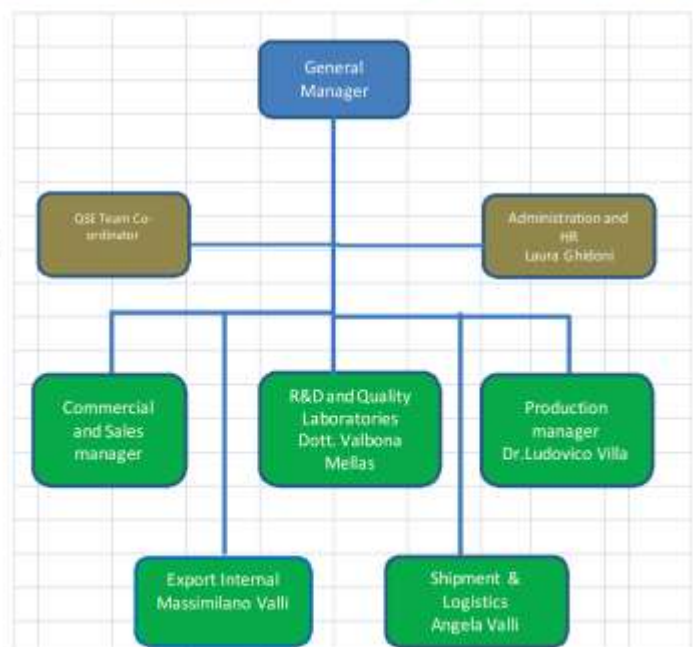 General
Manager
QSE Team Co-
ordinator
Administration and
HR
Laura Ghidoni
Commercial
and Sales
manager
R&D and Quality
Laboratories
Dott. Valbona
Mellas
Production
manager
Dr.Ludovico Villa
Export Internal
Massimilano Valli
Shipment &
Logistics
Angela Valli